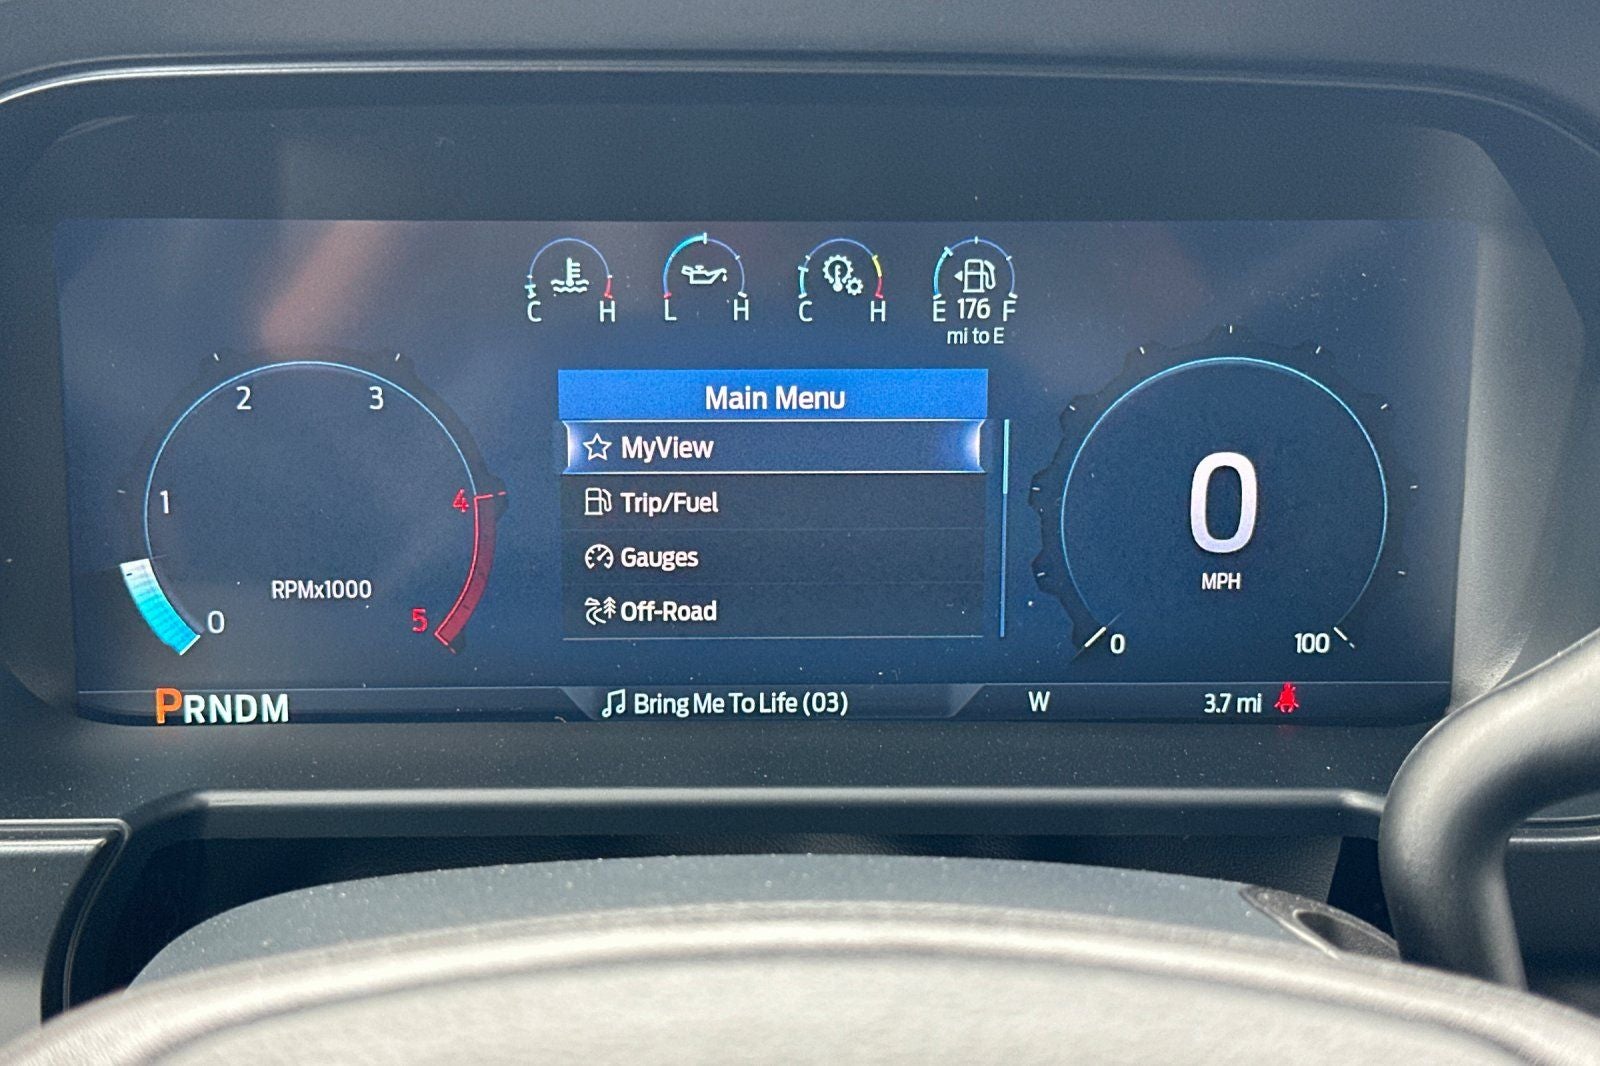 C H
L H
C H
E 176 F
mi to E
2 3
1 4
0 5
RPMx1000
Main Menu
MyView
Trip/Fuel
Gauges
Off-Road
0
MPH
0 100
PRNDM
Bring Me To Life (03)
W
3.7 mi